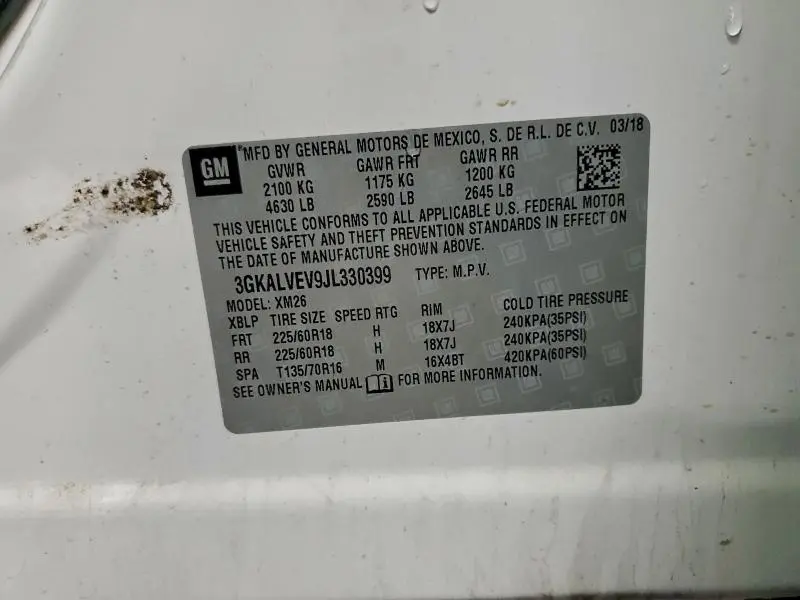 GM
MFD BY GENERAL MOTORS DE MEXICO, S. DE R.L. DE C.V. 03/18
GVWR GAWR FRT GAWR RR
2100 KG 1175 KG 1200 KG
4630 LB 2590 LB 2645 LB
THIS VEHICLE CONFORMS TO ALL APPLICABLE U.S. FEDERAL MOTOR
VEHICLE SAFETY AND THEFT PREVENTION STANDARDS IN EFFECT ON
THE DATE OF MANUFACTURE SHOWN ABOVE.
3GKALVEV9JL330399 TYPE: M.P.V.
MODEL: XM26
XBLP TIRE SIZE SPEED RTG RIM COLD TIRE PRESSURE
FRT 225/60R18 H 18X7J 240KPA(35PSI)
RR 225/60R18 H 18X7J 240KPA(35PSI)
SPA T135/70R16 M 16X4BT 420KPA(60PSI)
SEE OWNER'S MANUAL FOR MORE INFORMATION.